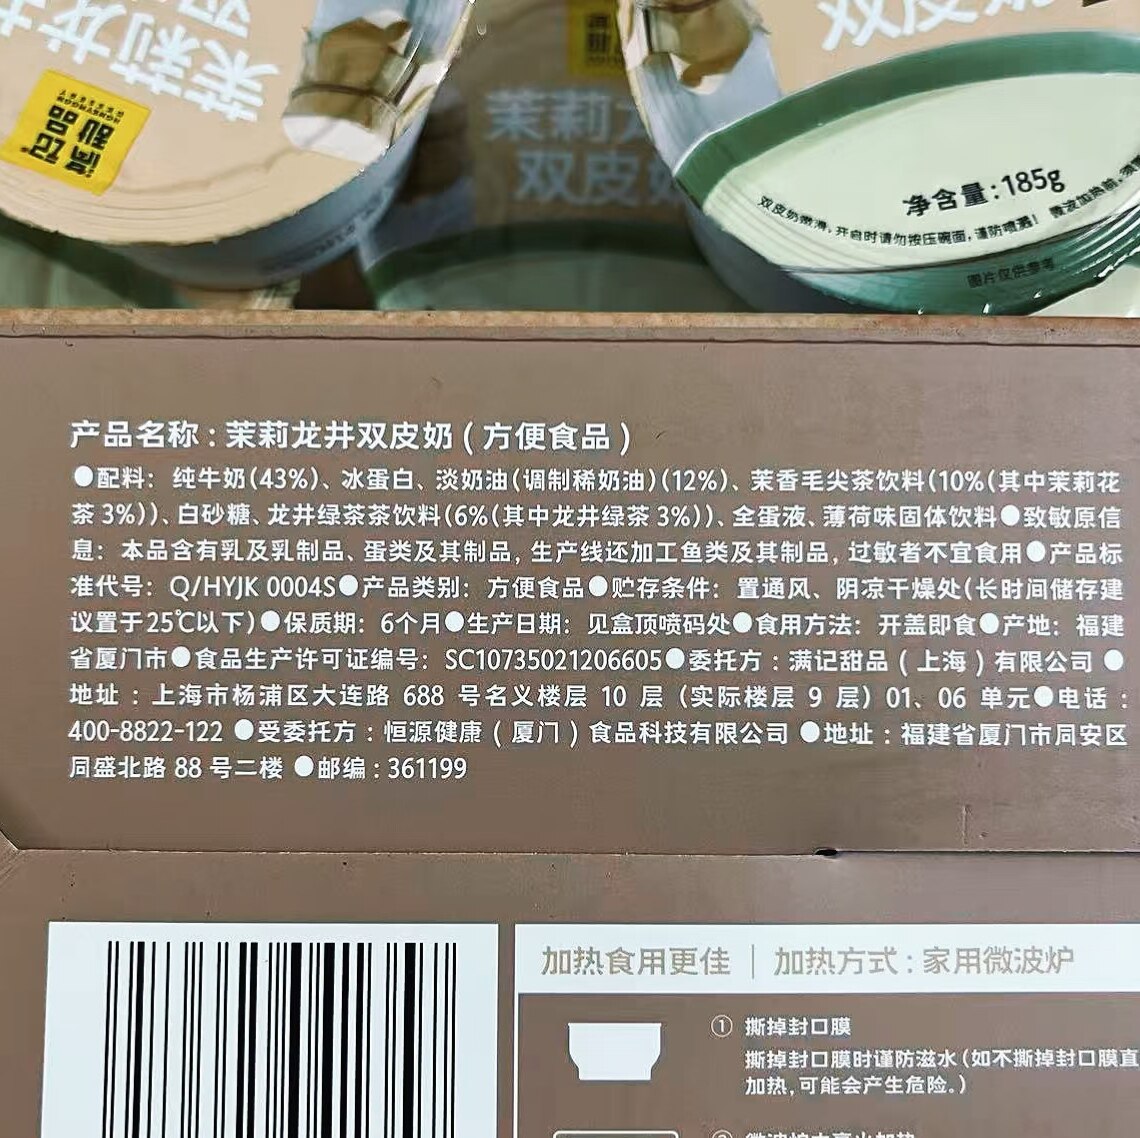 茉莉龙井
双
满记
甜品
茉莉龙
双皮奶
双皮奶
净含量:185g
双皮奶嫩滑,开启时请勿按压碗面,谨防喷洒!
图片仅供参考
产品名称:茉莉龙井双皮奶(方便食品)
●配料:纯牛奶(43%)、冰蛋白、淡奶油(调制稀奶油)(12%)、茉香毛尖茶饮料(10%(其中茉莉花
茶3%))、白砂糖、龙井绿茶茶饮料(6%(其中龙井绿茶3%))、全蛋液、薄荷味固体饮料●致敏原信
息:本品含有乳及乳制品、蛋类及其制品,生产线还加工鱼类及其制品,过敏者不宜食用●产品标
准代号:Q/HYJK 0004S●产品类别:方便食品●贮存条件:置通风、阴凉干燥处(长时间储存建
议置于25℃以下)●保质期:6个月●生产日期:见盒顶喷码处●食用方法:开盖即食●产地:福建
省厦门市●食品生产许可证编号:SC10735021206605●委托方:满记甜品(上海)有限公司●
地址:上海市杨浦区大连路 688 号名义楼层 10 层(实际楼层 9 层)01、06 单元●电话:
400-8822-122 ●受委托方:恒源健康(厦门)食品科技有限公司 ●地址:福建省厦门市同安区
同盛北路 88 号二楼 ●邮编:361199
加热食用更佳 | 加热方式:家用微波炉
① 撕掉封口膜
撕掉封口膜时谨防滋水(如不撕掉封口膜直
加热,可能会产生危险。)